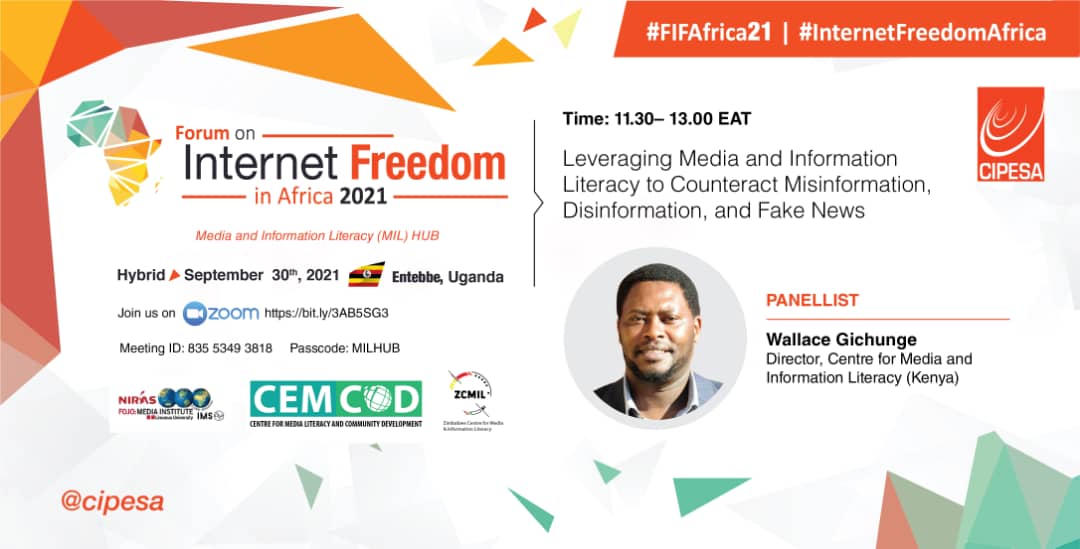 #FIFAfrica21 | #InternetFreedomAfrica
Forum on
Internet Freedom
in Africa 2021
Media and Information Literacy (MIL) HUB
Hybrid September 30th, 2021 Entebbe, Uganda
Join us on zoom https://bit.ly/3AB5SG3
Meeting ID: 835 5349 3818 Passcode: MILHUB
NIRÁS
FOJO: MEDIA INSTITUTE
Linnaeus University
IMS
CEMCOD
CENTRE FOR MEDIA LITERACY AND COMMUNITY DEVELOPMENT
ZCMIL
Zimbabwe Centre for Media
& Information Literacy
@cipesa
Time: 11.30– 13.00 EAT
Leveraging Media and Information
Literacy to Counteract Misinformation,
Disinformation, and Fake News
CIPESA
PANELLIST
Wallace Gichunge
Director, Centre for Media and
Information Literacy (Kenya)